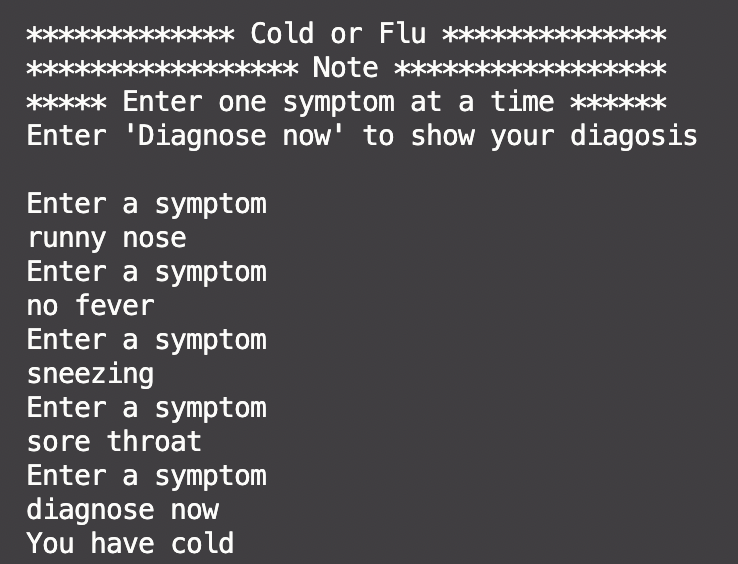 ************* Cold or Flu **************
***************** Note *****************
***** Enter one symptom at a time ******
Enter 'Diagnose now' to show your diagosis
Enter a symptom
runny nose
Enter a symptom
no fever
Enter a symptom
sneezing
Enter a symptom
sore throat
Enter a symptom
diagnose now
You have cold